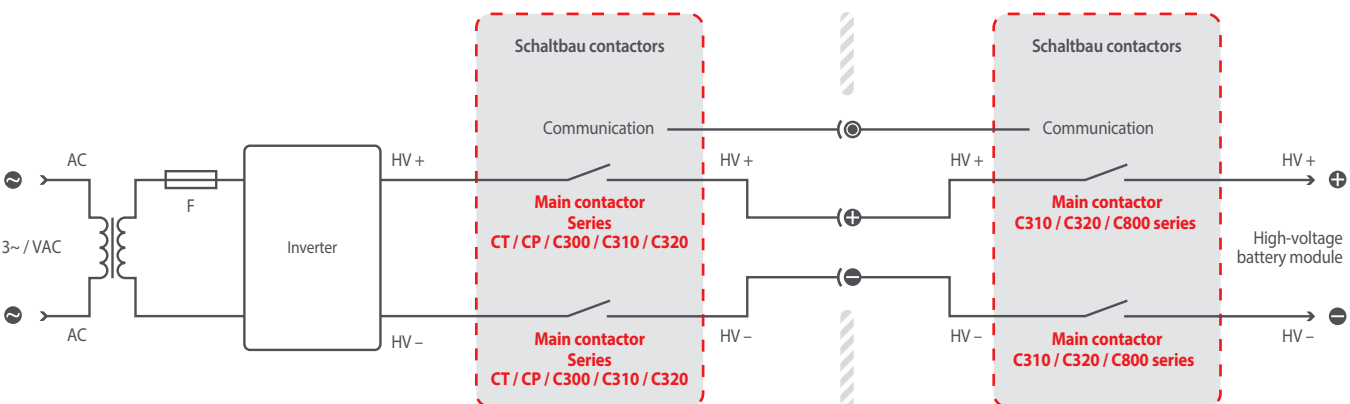 Schaltbau contactors
Schaltbau contactors
Communication
Communication
AC
HV +
HV +
HV +
HV +
F
Main contactor
Series
CT / CP / C300 / C310 / C320
Main contactor
C310 / C320 / C800 series
3~ / VAC
Inverter
High-voltage
battery module
AC
HV –
HV –
HV –
HV –
Main contactor
Series
CT / CP / C300 / C310 / C320
Main contactor
C310 / C320 / C800 series